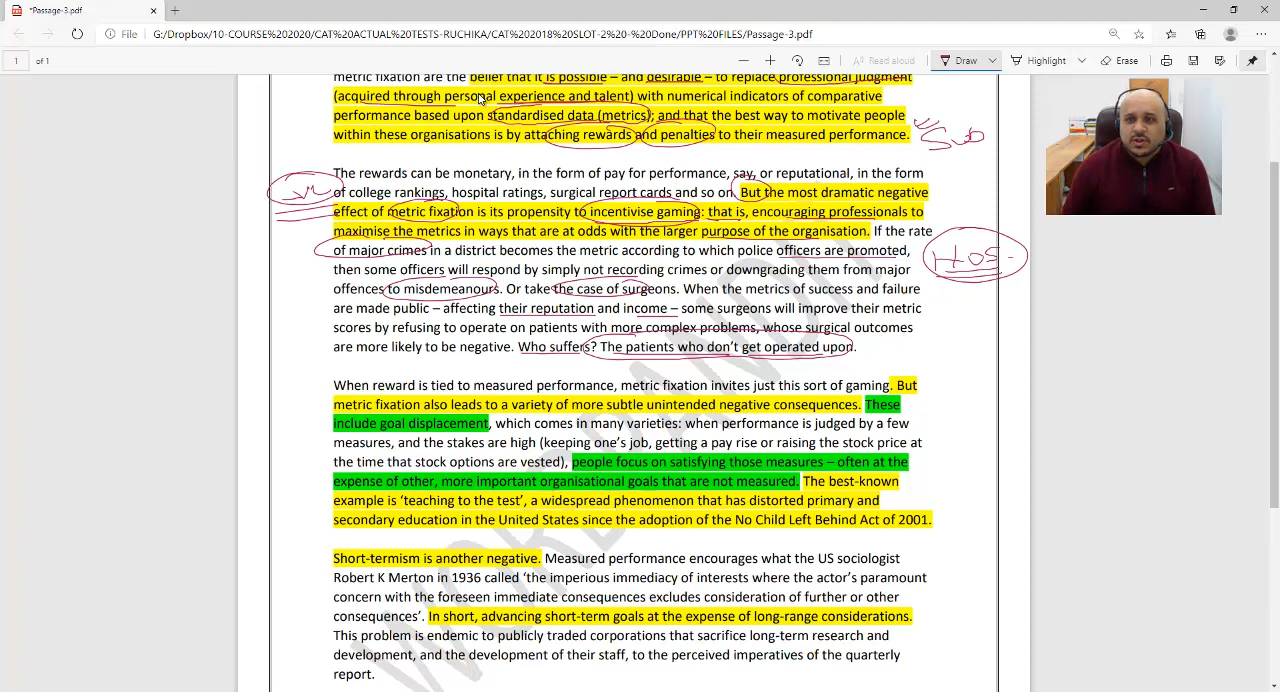 *Passage-3.pdf
File
G:/Dropbox/10-COURSE%202020/CAT%20ACTUAL%20TESTS-RUCHIKA/CAT%202018%20SLOT-2%20-%20Done/PPT%20FILES/Passage-3.pdf
1 of 1
Read aloud
Draw
Highlight
Erase
metric fixation are the belief that it is possible – and desirable – to replace professional judgment
(acquired through personal experience and talent) with numerical indicators of comparative
performance based upon standardised data (metrics); and that the best way to motivate people
within these organisations is by attaching rewards and penalties to their measured performance.
Sub
The rewards can be monetary, in the form of pay for performance, say, or reputational, in the form
of college rankings, hospital ratings, surgical report cards and so on. But the most dramatic negative
effect of metric fixation is its propensity to incentivise gaming: that is, encouraging professionals to
maximise the metrics in ways that are at odds with the larger purpose of the organisation. If the rate
of major crimes in a district becomes the metric according to which police officers are promoted,
then some officers will respond by simply not recording crimes or downgrading them from major
offences to misdemeanours. Or take the case of surgeons. When the metrics of success and failure
are made public – affecting their reputation and income – some surgeons will improve their metric
scores by refusing to operate on patients with more complex problems, whose surgical outcomes
are more likely to be negative. Who suffers? The patients who don’t get operated upon.
When reward is tied to measured performance, metric fixation invites just this sort of gaming. But
metric fixation also leads to a variety of more subtle unintended negative consequences. These
include goal displacement, which comes in many varieties: when performance is judged by a few
measures, and the stakes are high (keeping one’s job, getting a pay rise or raising the stock price at
the time that stock options are vested), people focus on satisfying those measures – often at the
expense of other, more important organisational goals that are not measured. The best-known
example is ‘teaching to the test’, a widespread phenomenon that has distorted primary and
secondary education in the United States since the adoption of the No Child Left Behind Act of 2001.
Short-termism is another negative. Measured performance encourages what the US sociologist
Robert K Merton in 1936 called ‘the imperious immediacy of interests where the actor’s paramount
concern with the foreseen immediate consequences excludes consideration of further or other
consequences’. In short, advancing short-term goals at the expense of long-range considerations.
This problem is endemic to publicly traded corporations that sacrifice long-term research and
development, and the development of their staff, to the perceived imperatives of the quarterly
report.